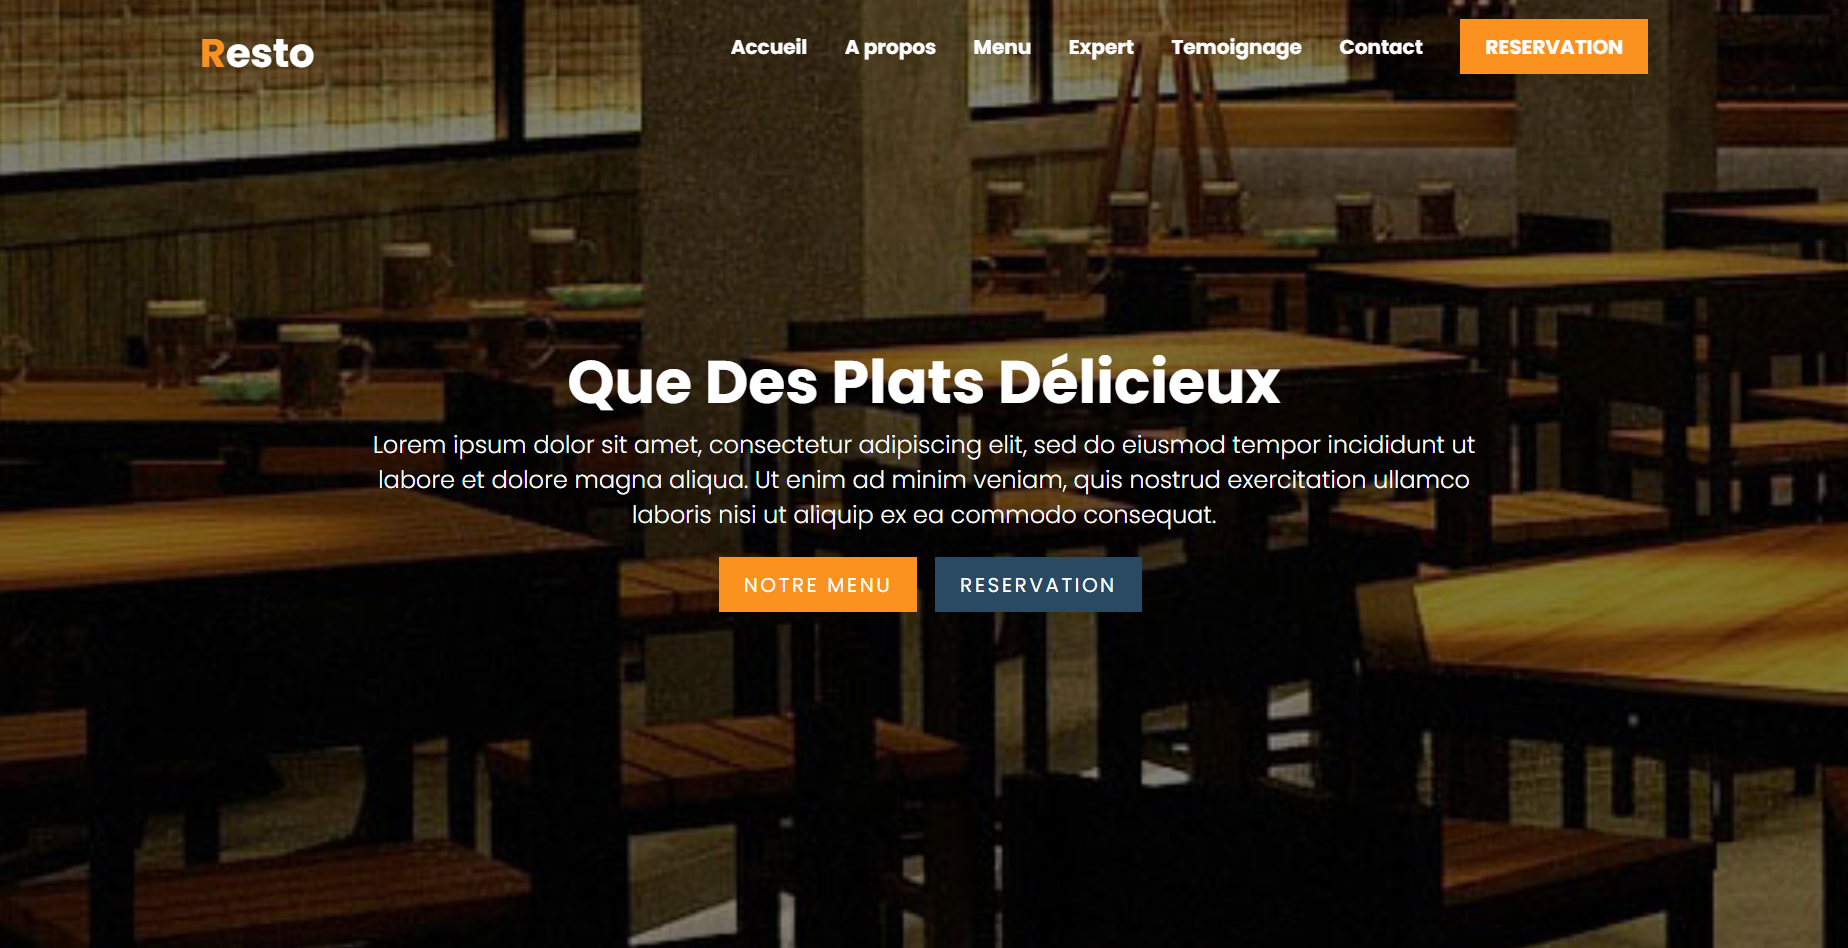 Resto
Accueil A propos Menu Expert Temoignage Contact RESERVATION
Que Des Plats Délicieux
Lorem ipsum dolor sit amet, consectetur adipiscing elit, sed do eiusmod tempor incididunt ut
labore et dolore magna aliqua. Ut enim ad minim veniam, quis nostrud exercitation ullamco
laboris nisi ut aliquip ex ea commodo consequat.
NOTRE MENU RESERVATION